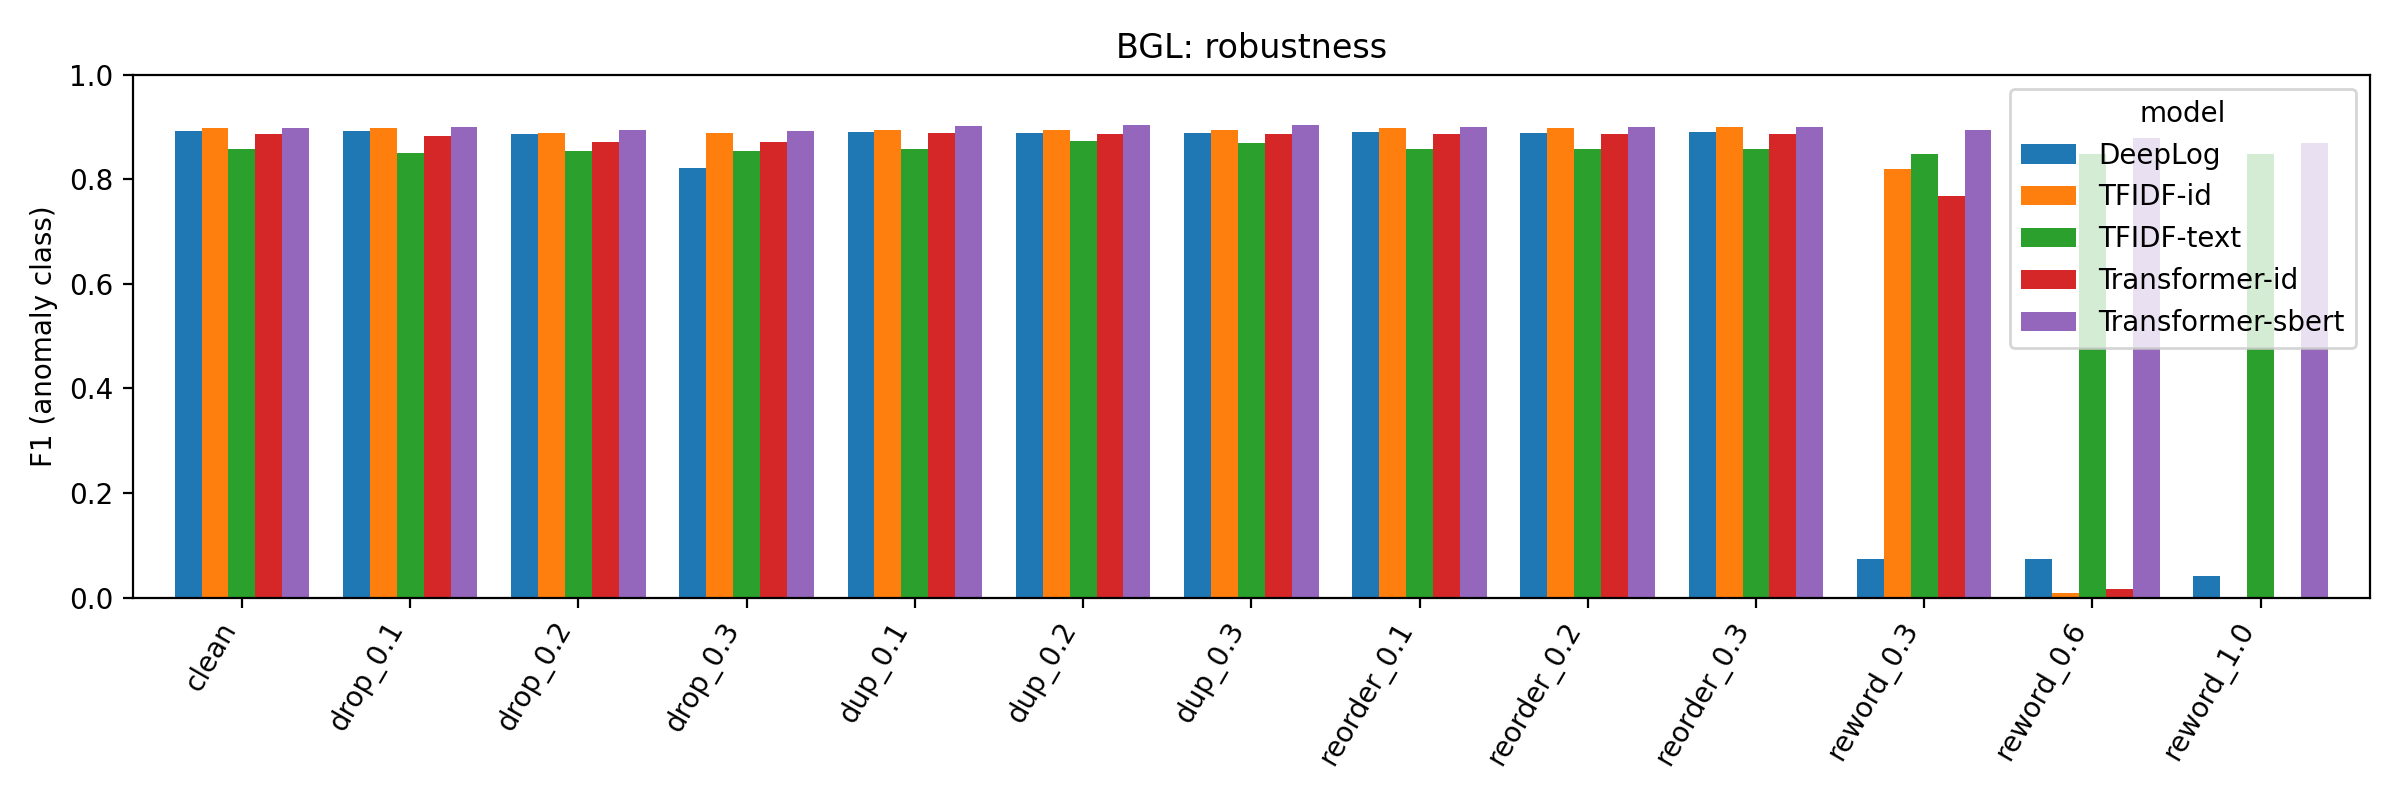 BGL: robustness
F1 (anomaly class)
1.0
0.8
0.6
0.4
0.2
0.0
model
DeepLog
TFIDF-id
TFIDF-text
Transformer-id
Transformer-sbert
clean
drop_0.1
drop_0.2
drop_0.3
dup_0.1
dup_0.2
dup_0.3
reorder_0.1
reorder_0.2
reorder_0.3
reword_0.3
reword_0.6
reword_1.0